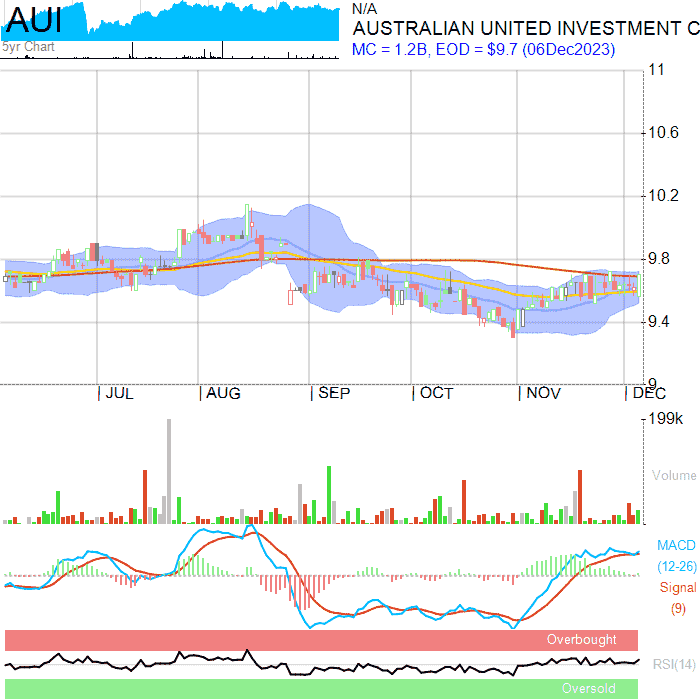 AUI
N/A
AUSTRALIAN UNITED INVESTMENT C
MC = 1.2B, EOD = $9.7 (06Dec2023)
5yr Chart
11
10.6
10.2
9.8
9.4
9
JUL AUG SEP OCT NOV DEC
199k
Volume
MACD
(12-26)
Signal
(9)
Overbought
RSI(14)
Oversold